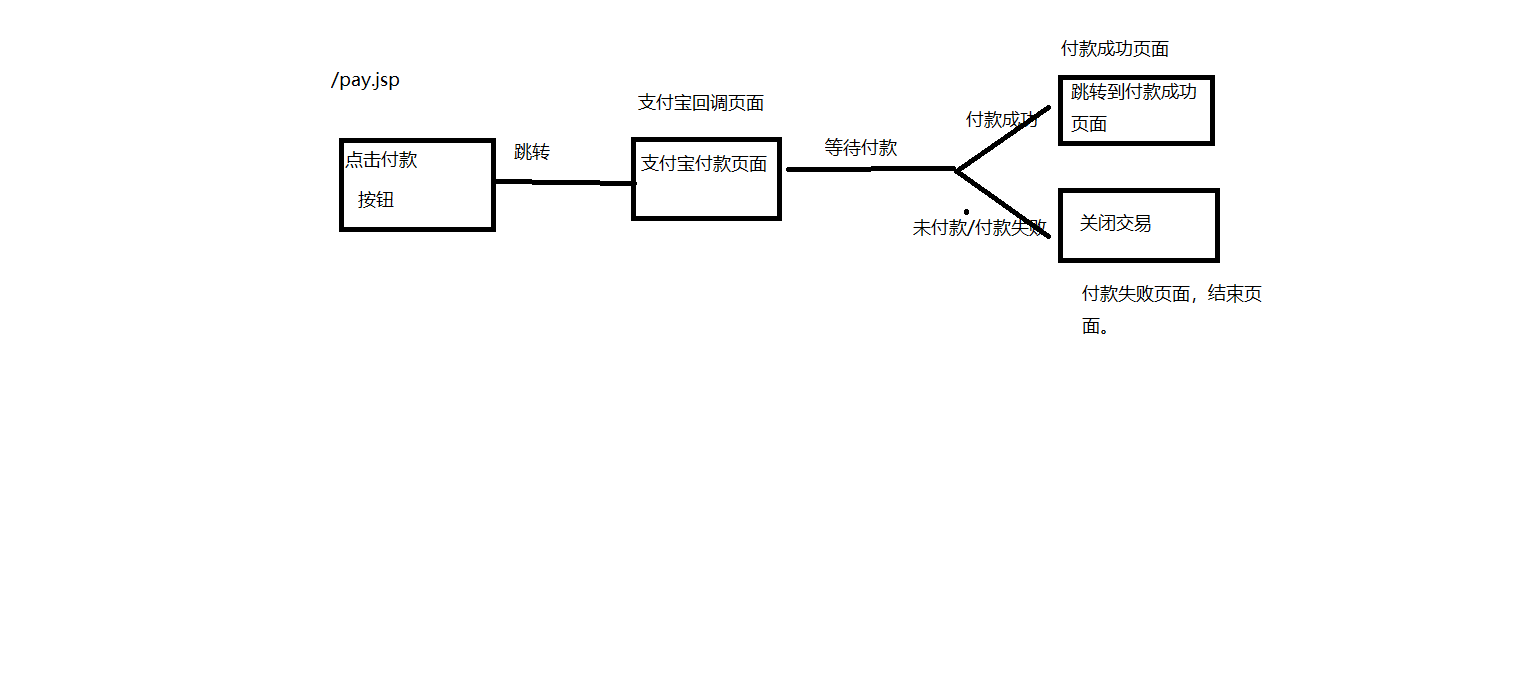 /pay.jsp
点击付款
按钮
跳转
支付宝回调页面
支付宝付款页面
等待付款
付款成功
未付款/付款失败
付款成功页面
跳转到付款成功
页面
关闭交易
付款失败页面，结束页
面。